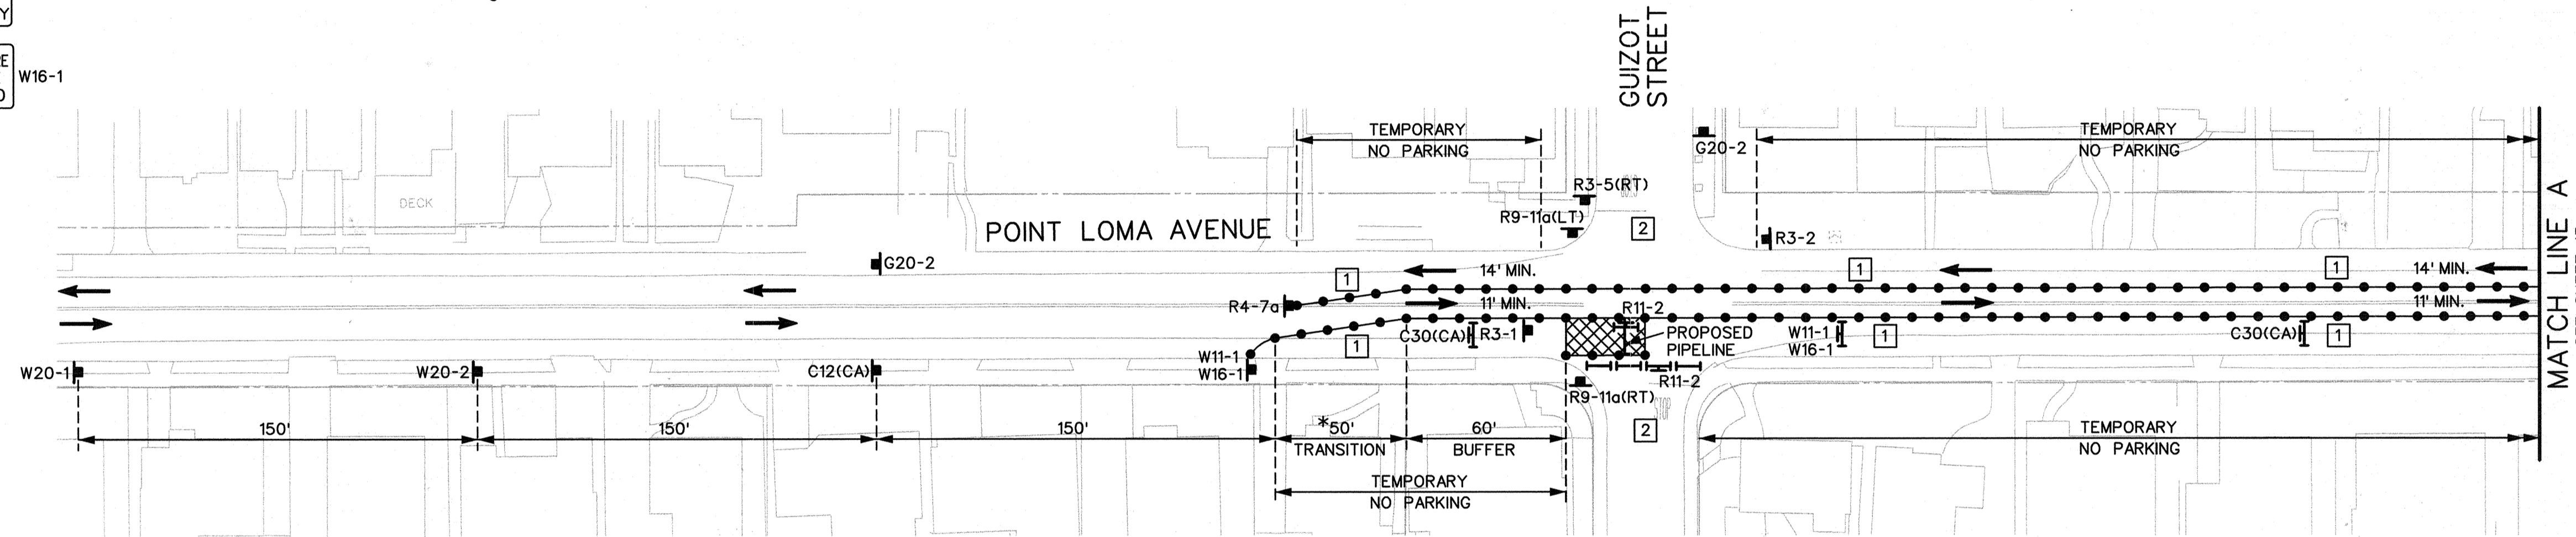 Y
RE
D
W16-1
GUIZOT
STREET
TEMPORARY
NO PARKING
G20-2
TEMPORARY
NO PARKING
DECK
R3-5(RT)
R9-11a(LT)
2
POINT LOMA AVENUE
R3-2
G20-2
1
14' MIN.
1
1
14' MIN.
R4-7a
11' MIN.
11' MIN.
R11-2
C30(CA)
R3-1
PROPOSED
PIPELINE
W11-1
W16-1
1
C30(CA)
1
1
W20-1
W20-2
C12(CA)
W11-1
W16-1
R11-2
R9-11a(RT)
STOP
2
150'
150'
150'
*50'
60'
TRANSITION
BUFFER
TEMPORARY
NO PARKING
TEMPORARY
NO PARKING
MATCH LINE A